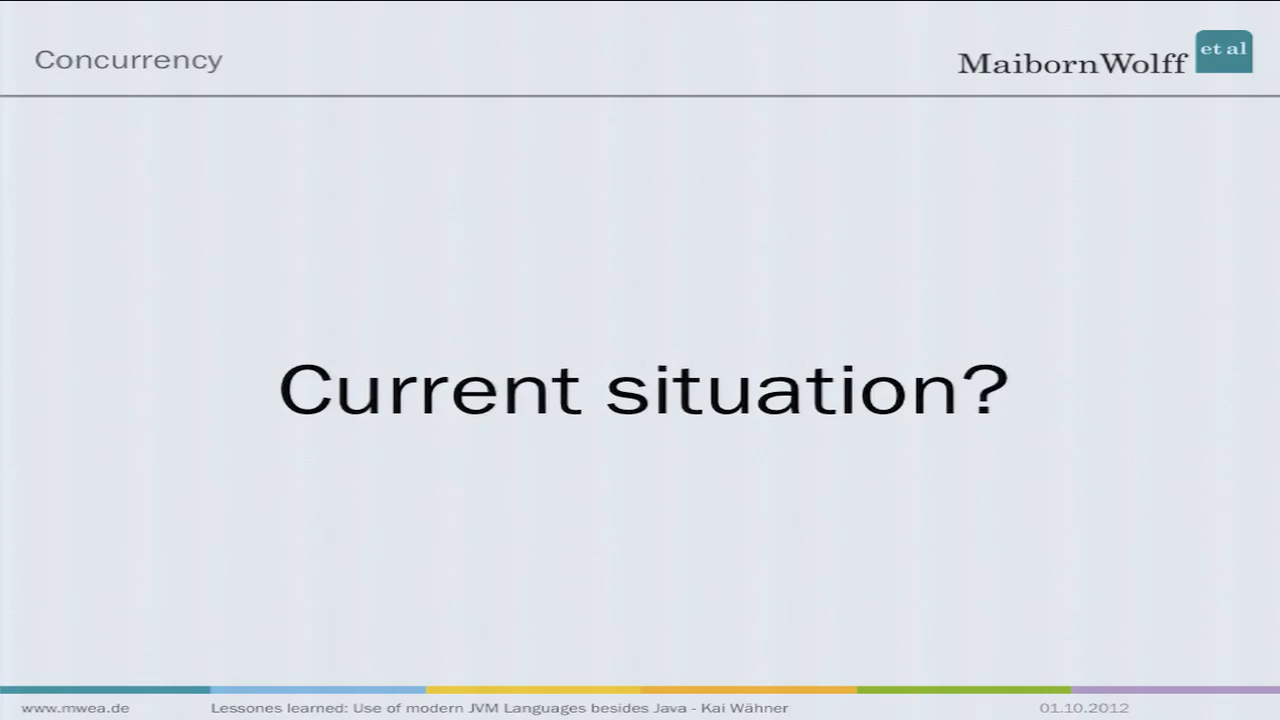 Concurrency
MaibornWolff et al
Current situation?
www.mwea.de
Lessones learned: Use of modern JVM Languages besides Java - Kai Wähner
01.10.2012